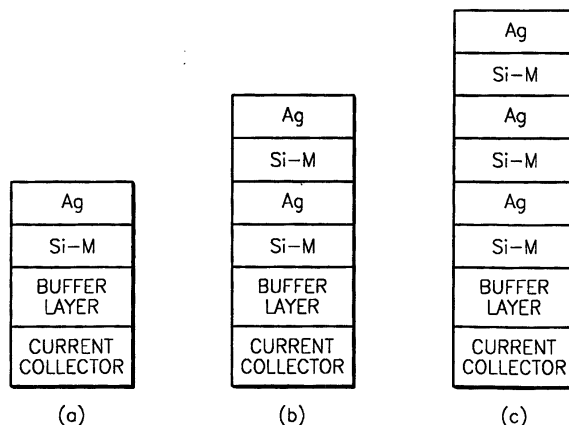 Ag
Si-M
BUFFER
LAYER
CURRENT
COLLECTOR
(a)
Ag
Si-M
Ag
Si-M
BUFFER
LAYER
CURRENT
COLLECTOR
(b)
Ag
Si-M
Ag
Si-M
Ag
Si-M
BUFFER
LAYER
CURRENT
COLLECTOR
(c)